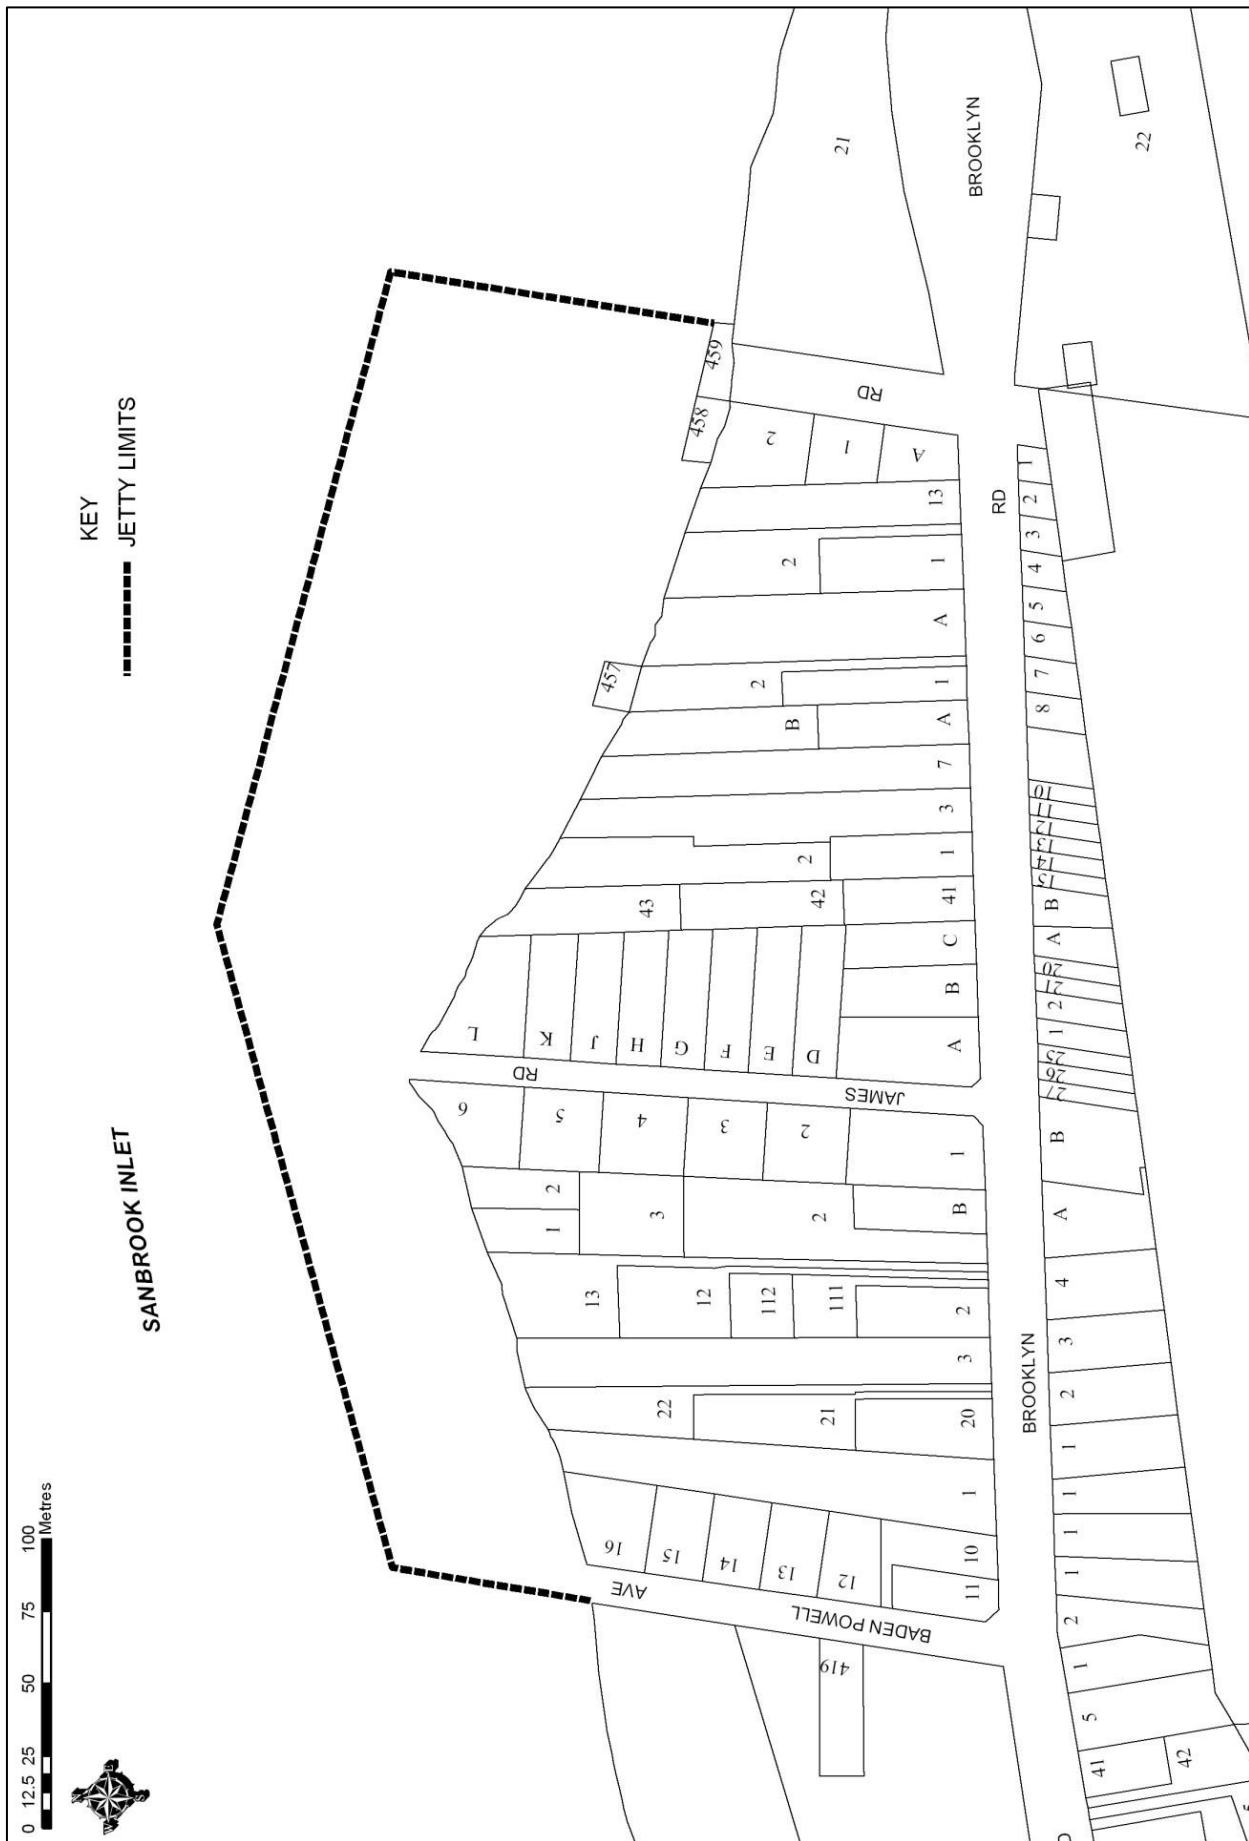 KEY
JETTY LIMITS
SANBROOK INLET
0 12.5 25 50 75 100
Metres
BADEN POWELL
AVE
JAMES
RD
RD
BROOKLYN
RD
BROOKLYN
419
16
15
14
13
12
11
10
1
22
21
20
3
13
12
112
111
2
1
2
3
2
B
6
5
4
3
2
1
L
K
J
H
G
F
E
D
A
B
C
43
42
41
2
1
3
7
B
A
457
2
1
A
2
1
13
458
459
2
1
A
21
22
41
42
5
1
2
1
1
1
1
2
3
4
A
B
27
26
25
1
2
21
20
A
B
15
14
13
12
11
10
8
7
6
5
4
3
2
1